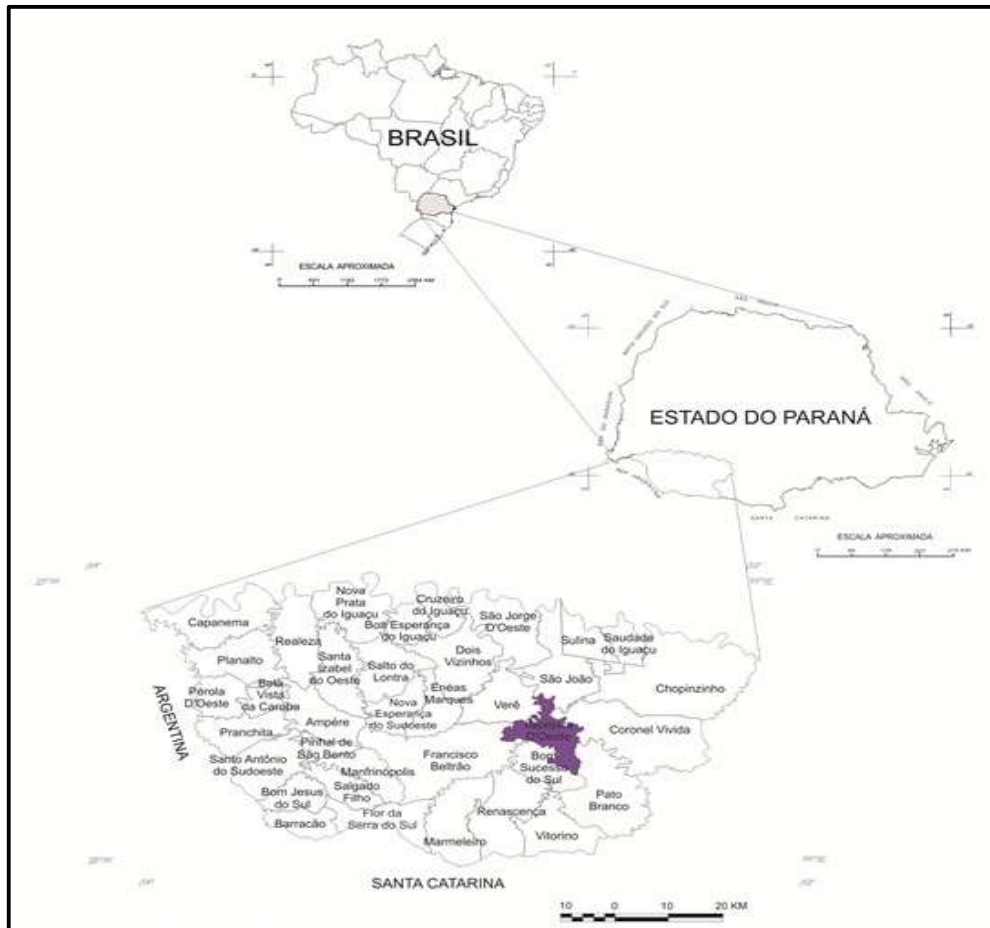 BRASIL
ESCALA APROXIMADA
ESTADO DO PARANÁ
SANTA CATARINA
ESCALA APROXIMADA
Nova
Prata
do Iguaçu
Cruzeiro
do Iguaçu
Boa Esperança
do Iguaçu
São Jorge
D'Oeste
Capanema
Realeza
Sulina
Saudade
do Iguaçu
Planalto
Santa
Izabel
do Oeste
Salto do
Lontra
Dois
Vizinhos
São João
Chopinzinho
ARGENTINA
Pérola
D'Oeste
Bela
Vista
da Caroba
Enéas
Marques
Nova
Esperança
do Sudoeste
Verê
D'Oeste
Coronel Vivida
Pranchita
Ampére
Pinhal de
São Bento
Francisco
Beltrão
Bom
Sucesso
do Sul
Santo Antônio
do Sudoeste
Manfrinópolis
Salgado
Filho
Bom Jesus
do Sul
Pato
Branco
Flor da
Serra do Sul
Renascença
Barracão
Marmeleiro
Vitorino
SANTA CATARINA
10 0 10 20 KM